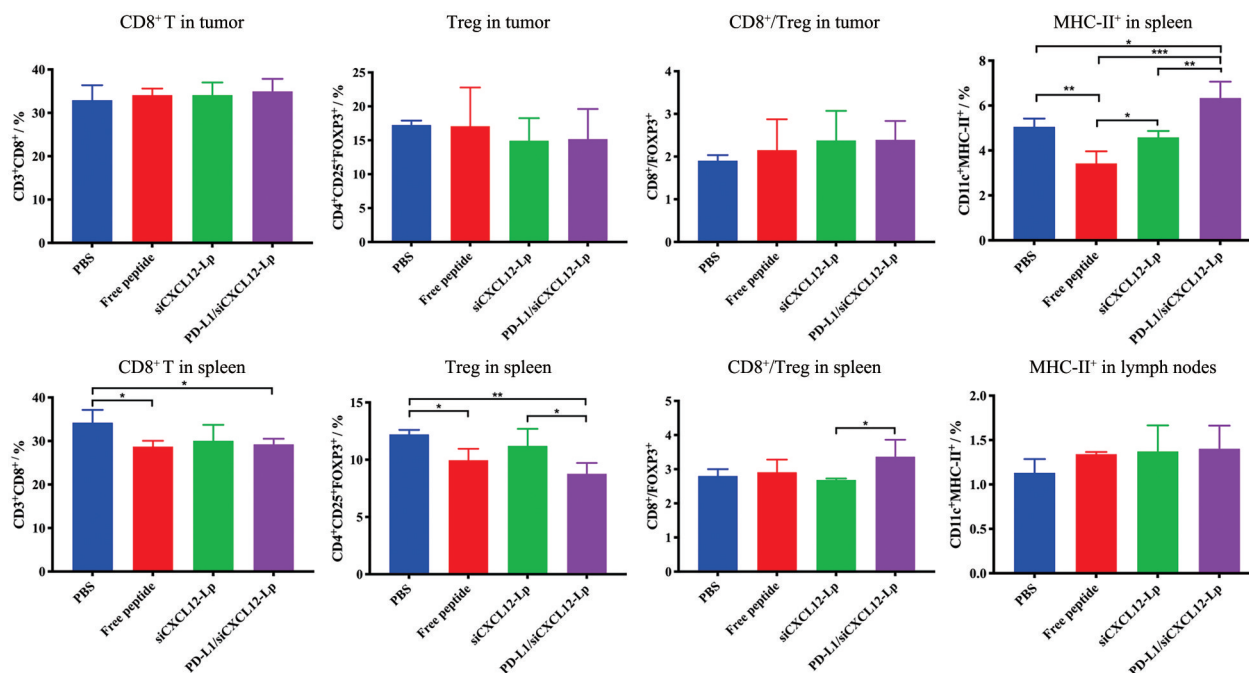 CD8⁺ T in tumor
CD3⁺CD8⁺ / %
40
30
20
10
0
PBS
Free peptide
siCXCL12-Lp
PD-L1/siCXCL12-Lp
Treg in tumor
CD4⁺CD25⁺FOXP3⁺ / %
25
20
15
10
5
0
PBS
Free peptide
siCXCL12-Lp
PD-L1/siCXCL12-Lp
CD8⁺/Treg in tumor
CD8⁺/FOXP3⁺
4
3
2
1
0
PBS
Free peptide
siCXCL12-Lp
PD-L1/siCXCL12-Lp
MHC-II⁺ in spleen
CD11c⁺MHC-II⁺ / %
8
6
4
2
0
*
***
**
**
*
PBS
Free peptide
siCXCL12-Lp
PD-L1/siCXCL12-Lp
CD8⁺ T in spleen
CD3⁺CD8⁺ / %
40
30
20
10
0
*
*
PBS
Free peptide
siCXCL12-Lp
PD-L1/siCXCL12-Lp
Treg in spleen
CD4⁺CD25⁺FOXP3⁺ / %
15
10
5
0
**
*
*
PBS
Free peptide
siCXCL12-Lp
PD-L1/siCXCL12-Lp
CD8⁺/Treg in spleen
CD8⁺/FOXP3⁺
5
4
3
2
1
0
*
PBS
Free peptide
siCXCL12-Lp
PD-L1/siCXCL12-Lp
MHC-II⁺ in lymph nodes
CD11c⁺MHC-II⁺ / %
2.0
1.5
1.0
0.5
0.0
PBS
Free peptide
siCXCL12-Lp
PD-L1/siCXCL12-Lp